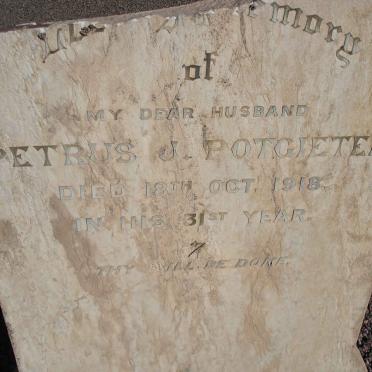 In Memory
of
MY DEAR HUSBAND
PETRUS J. POTGIETER
DIED 18TH OCT. 1918.
IN HIS 31ST YEAR.
THY WILL BE DONE.